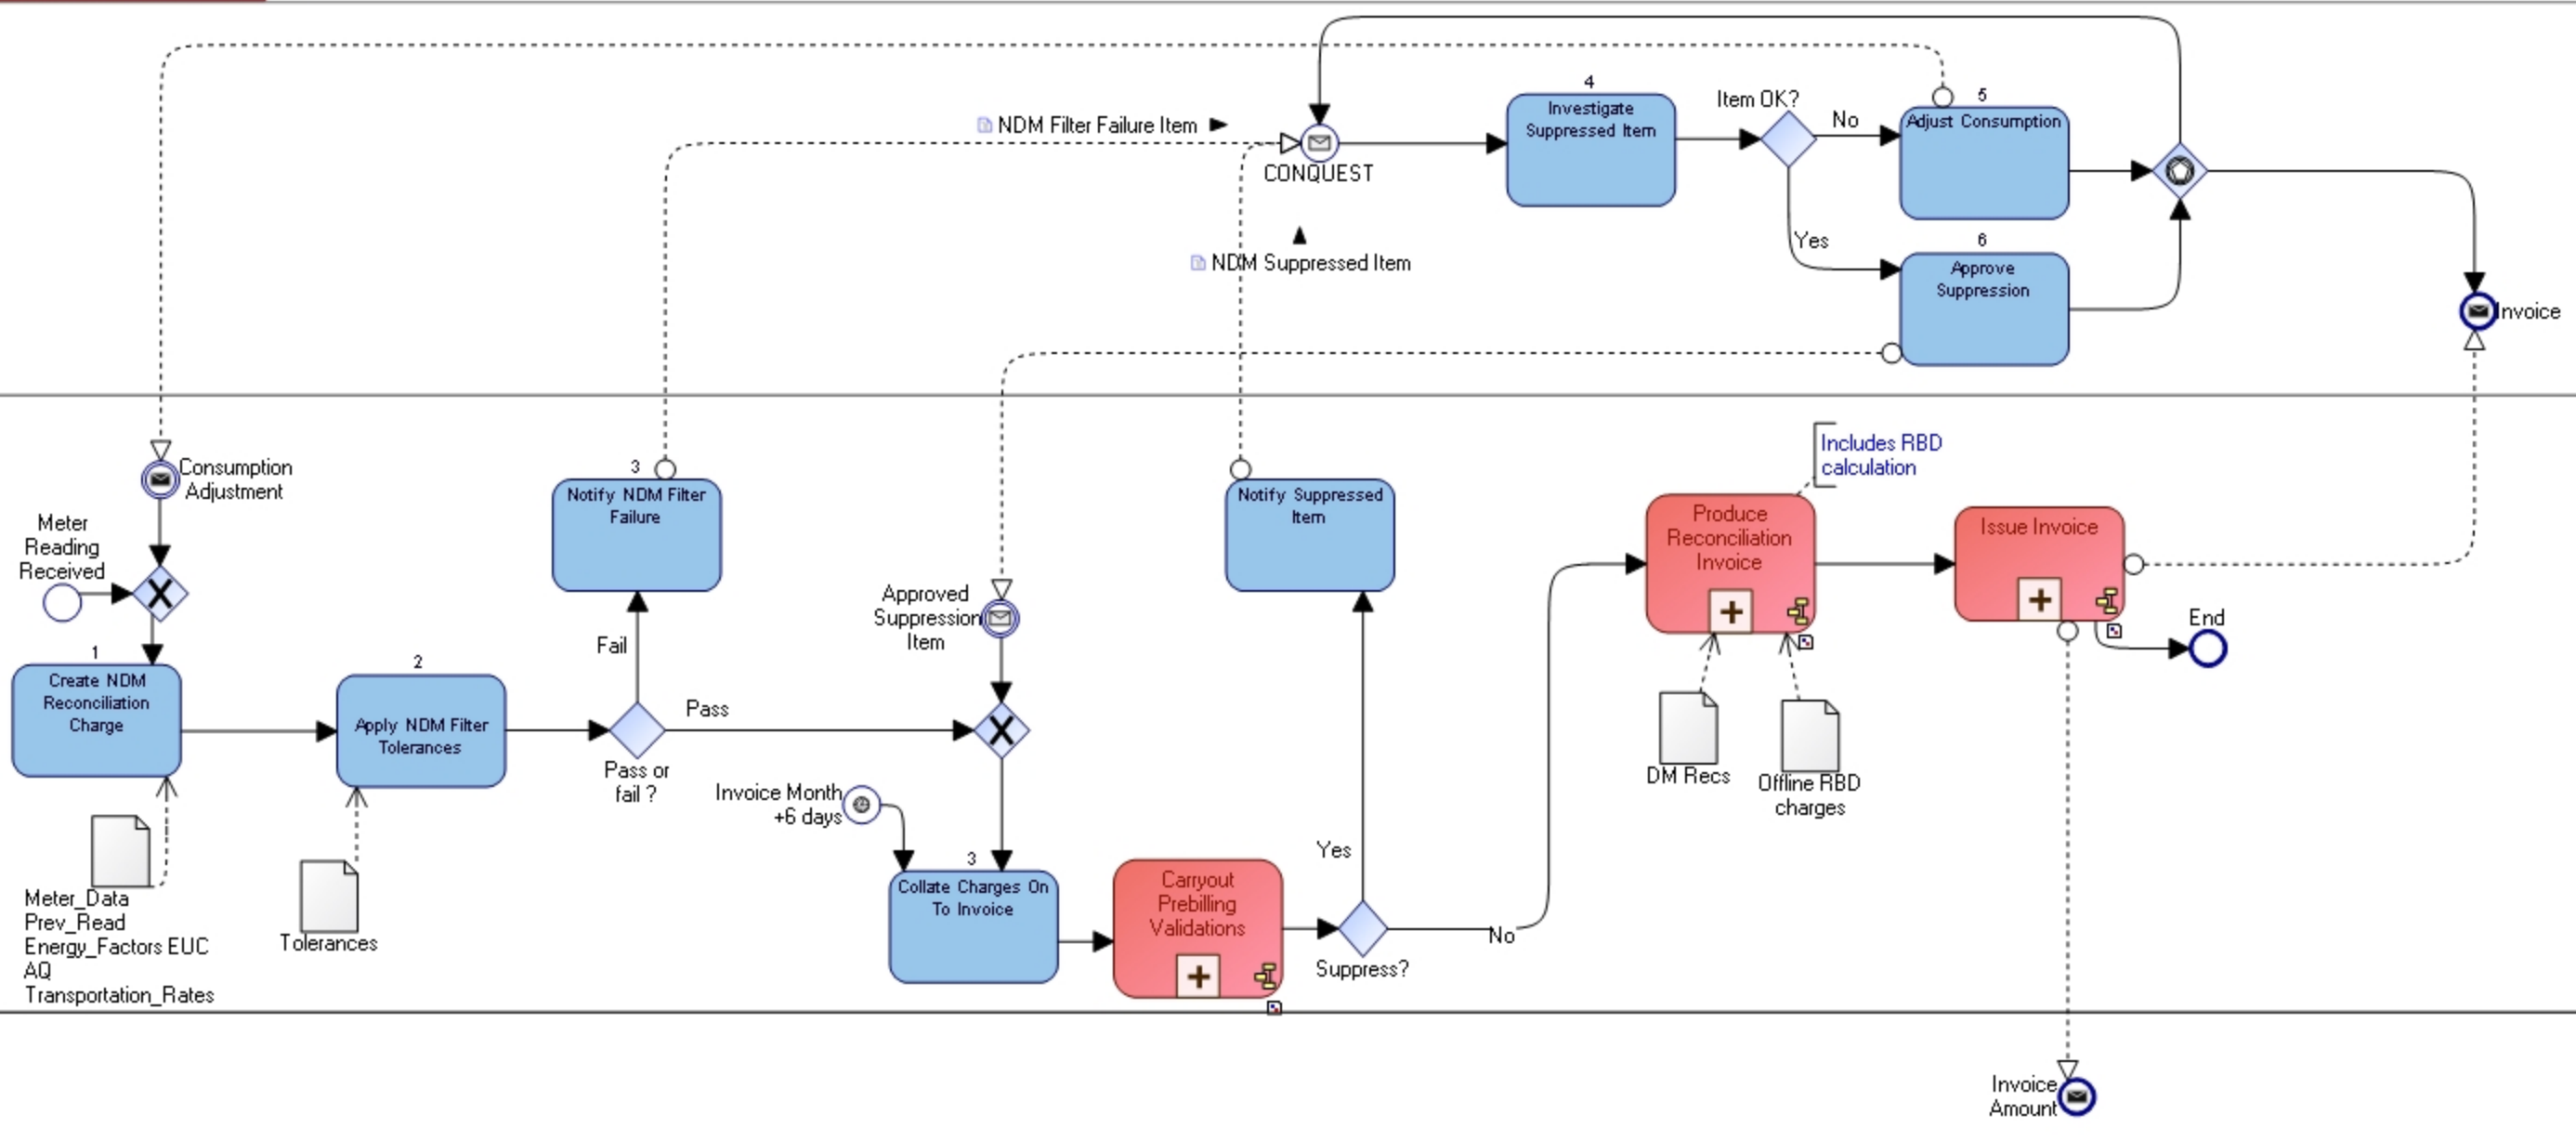 4
Investigate
Suppressed Item
Item OK?
No
5
Adjust Consumption
NDM Filter Failure Item
CONQUEST
NDM Suppressed Item
Yes
6
Approve
Suppression
Invoice
Consumption
Adjustment
Meter
Reading
Received
1
Create NDM
Reconciliation
Charge
Meter_Data
Prev_Read
Energy_Factors EUC
AQ
Transportation_Rates
2
Apply NDM Filter
Tolerances
Tolerances
3
Notify NDM Filter
Failure
Fail
Pass
Pass or
fail ?
Approved
Suppression
Item
Invoice Month
+6 days
3
Collate Charges On
To Invoice
Carryout
Prebilling
Validations
Notify Suppressed
Item
Yes
Suppress?
No
Includes RBD
calculation
Produce
Reconciliation
Invoice
DM Recs
Offline RBD
charges
Issue Invoice
End
Invoice
Amount